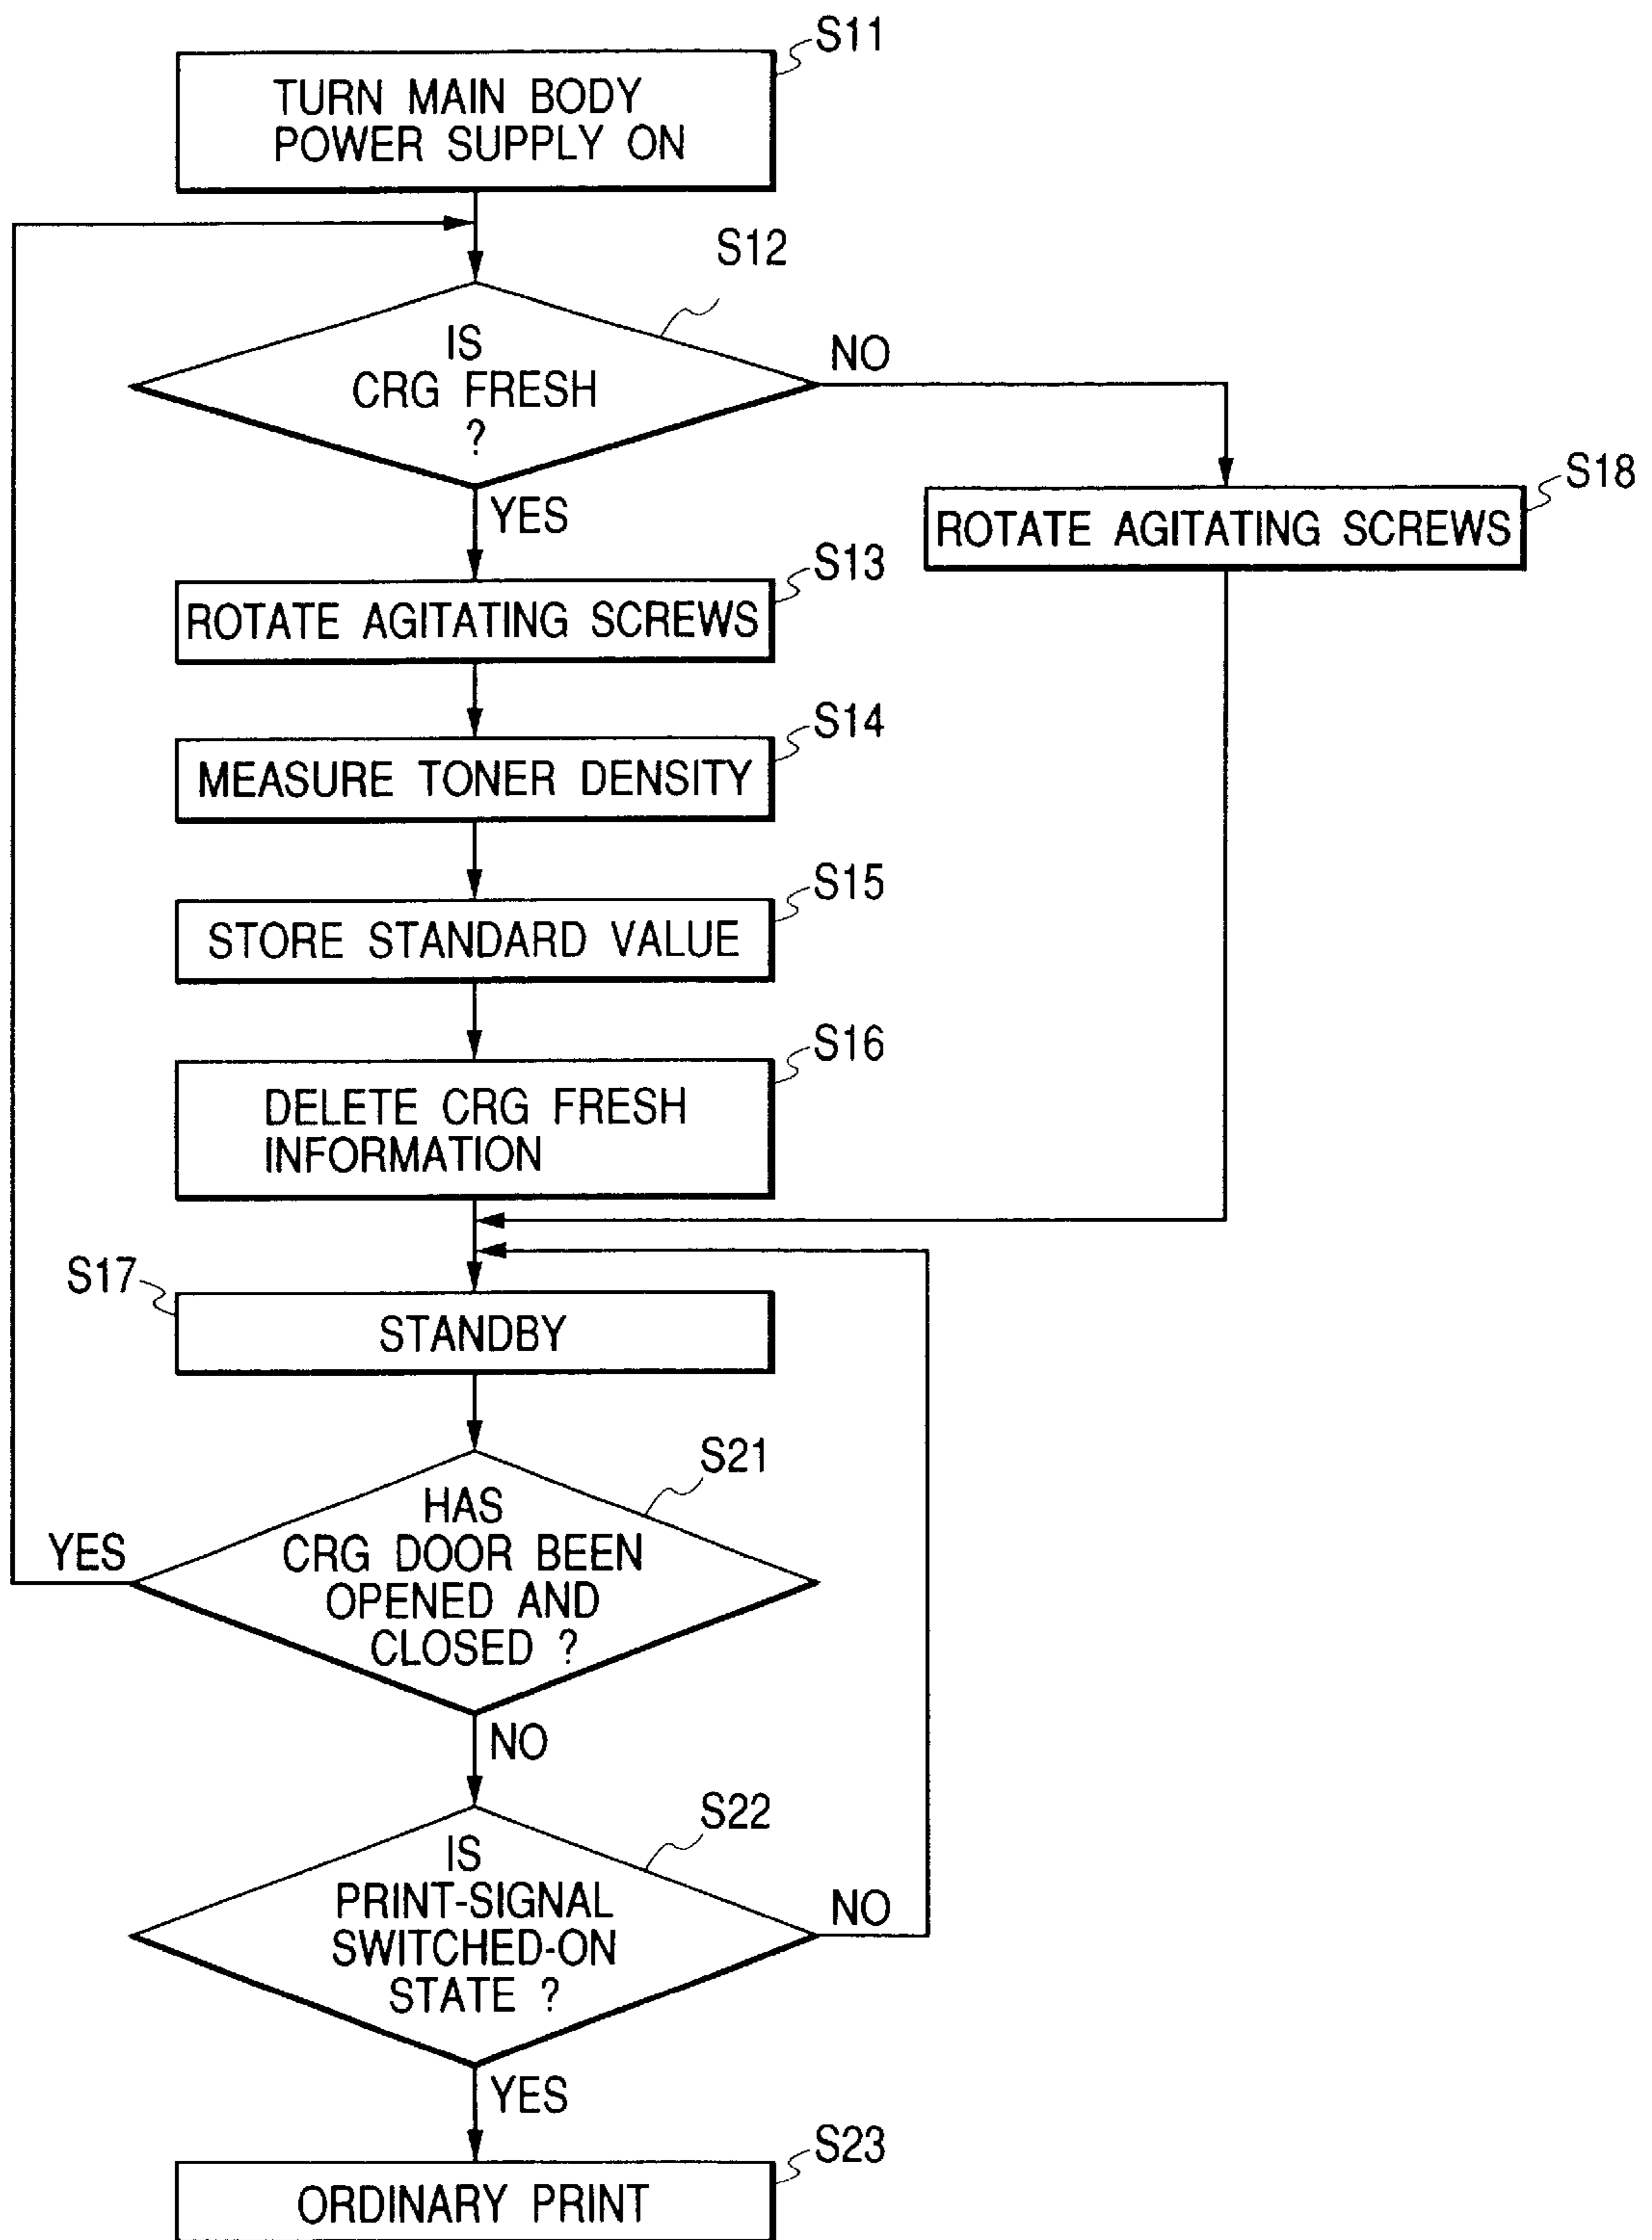 S11
TURN MAIN BODY
POWER SUPPLY ON
S12
IS
CRG FRESH
?
NO
YES
S18
ROTATE AGITATING SCREWS
S13
ROTATE AGITATING SCREWS
S14
MEASURE TONER DENSITY
S15
STORE STANDARD VALUE
S16
DELETE CRG FRESH
INFORMATION
S17
STANDBY
S21
HAS
CRG DOOR BEEN
OPENED AND
CLOSED ?
YES
NO
S22
IS
PRINT-SIGNAL
SWITCHED-ON
STATE ?
NO
YES
S23
ORDINARY PRINT